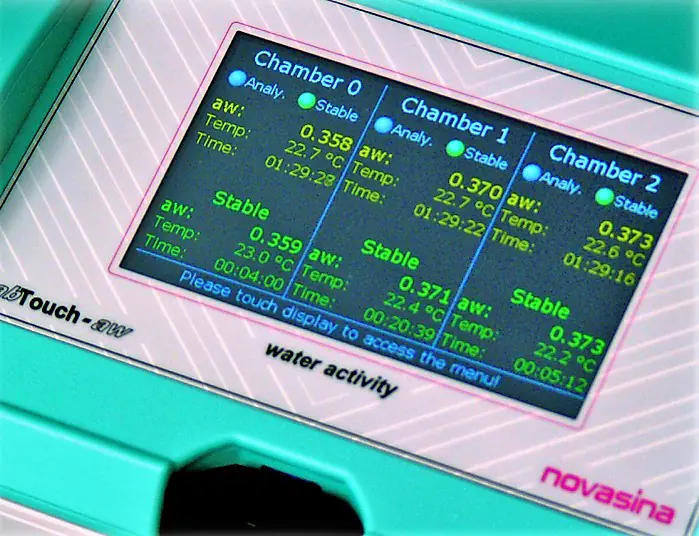 Chamber 0
Analy. Stable
aw: 0.358
Temp: 22.7 °C
Time: 01:29:28
Stable
aw: 0.359
Temp: 23.0 °C
Time: 00:04:00
Chamber 1
Analy. Stable
aw: 0.370
Temp: 22.7 °C
Time: 01:29:22
Stable
aw: 0.371
Temp: 22.4 °C
Time: 00:20:39
Chamber 2
Analy. Stable
aw: 0.373
Temp: 22.6 °C
Time: 01:29:16
Stable
aw: 0.373
Temp: 22.2 °C
Time: 00:05:12
Please touch display to access the menu!
abTouch-aw
water activity
novasina